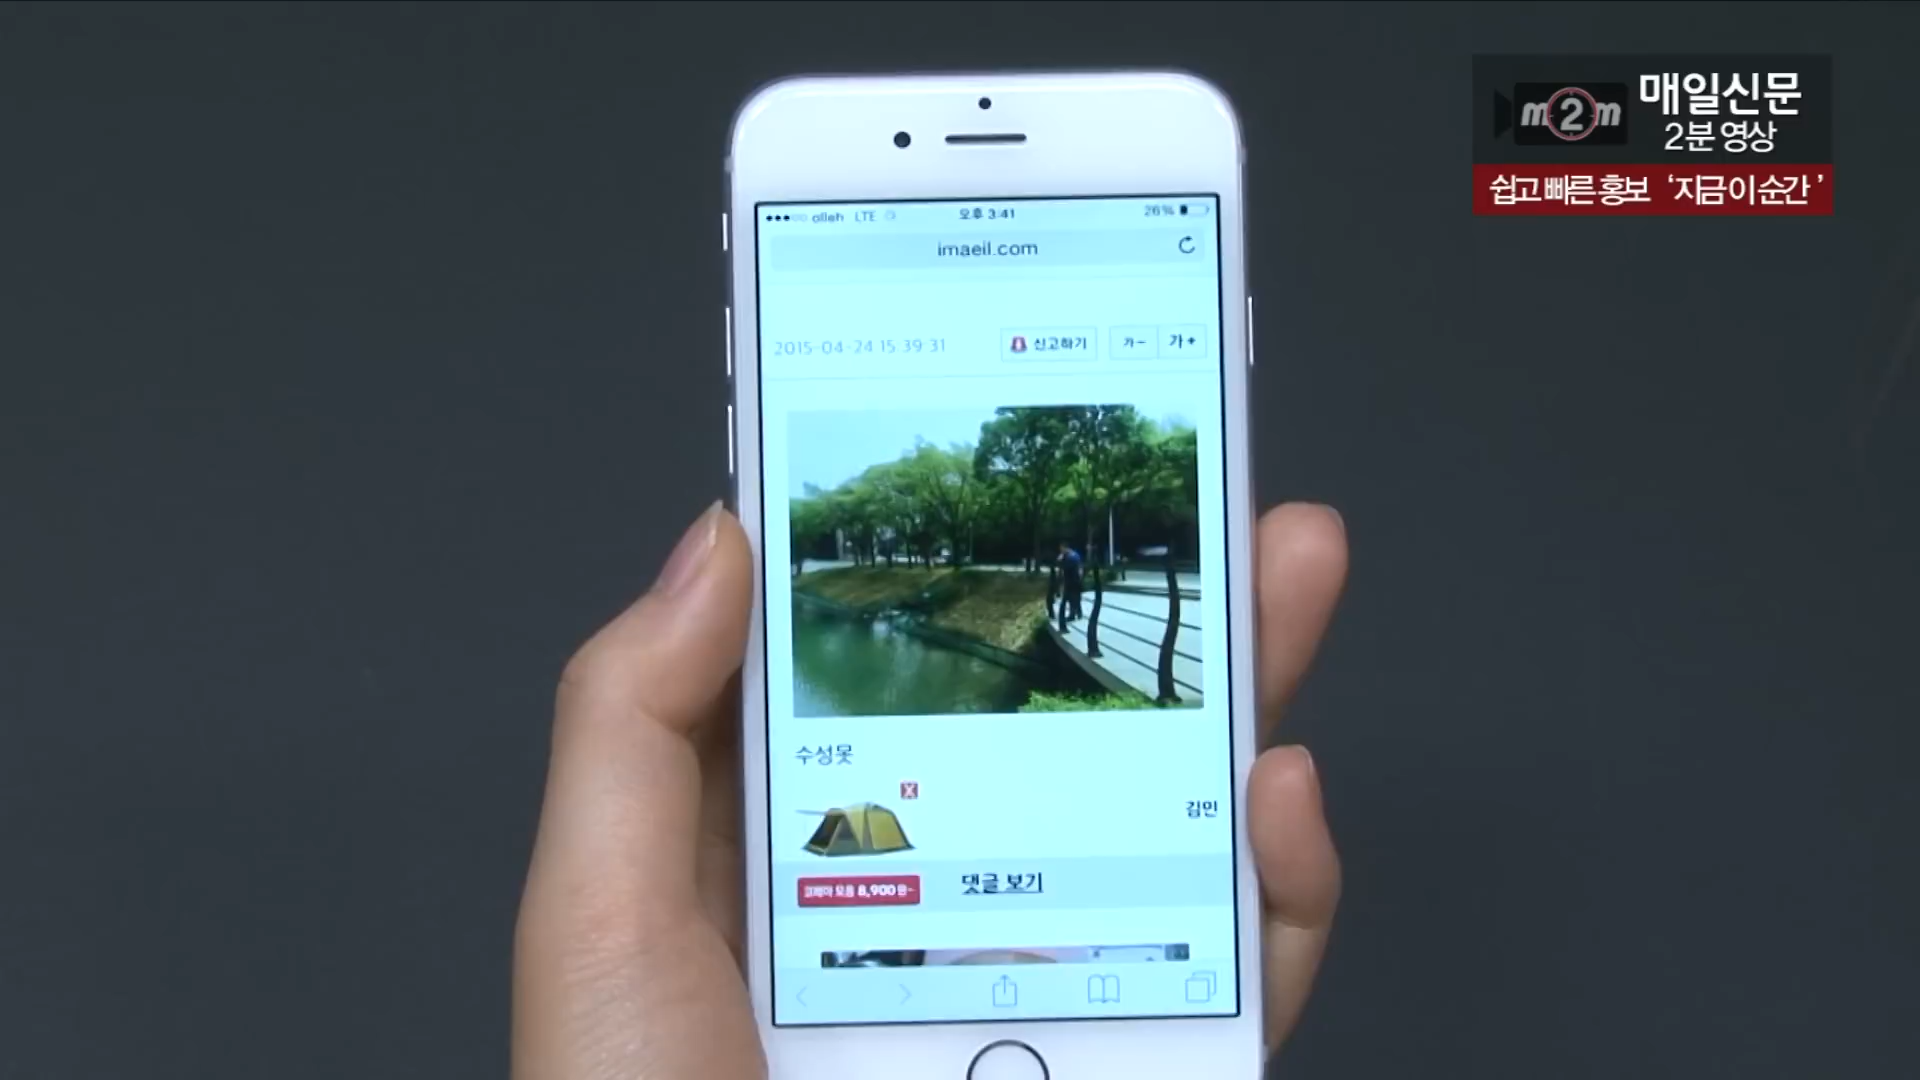 m2m
매일신문
2분 영상
쉽고 빠른 홍보 '지금 이 순간'
olleh LTE 오후 3:41 26%
imaeil.com
2015-04-24 15:39:31 신고하기 가- 가+
수성못
X
김민
8,900
댓글 보기